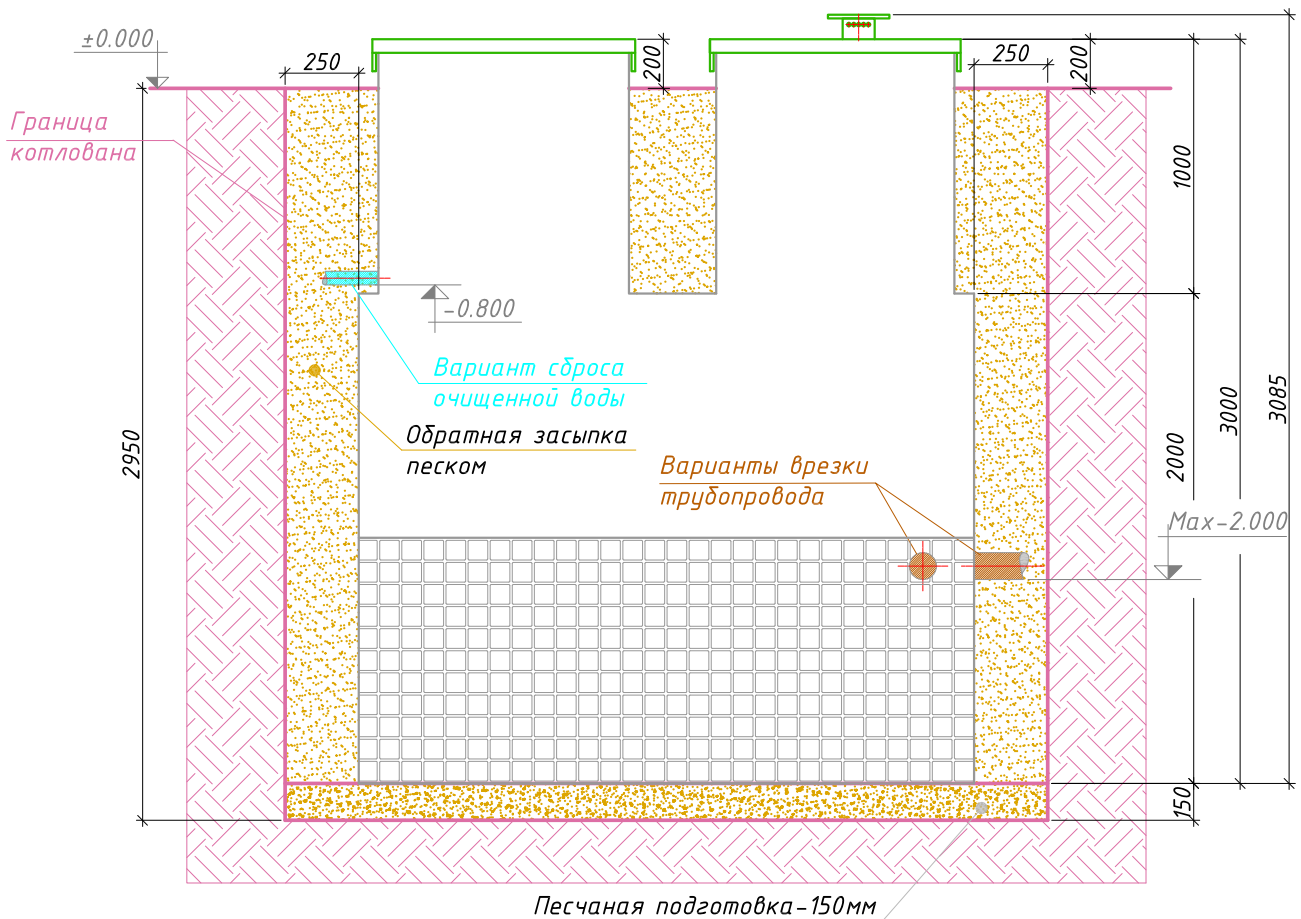 ±0.000
250
200
250
200
3085
Граница
котлована
1000
-0.800
Вариант сброса
очищенной воды
3000
Обратная засыпка
песком
2950
2000
Варианты врезки
трубопровода
Max-2.000
150
Песчаная подготовка-150мм